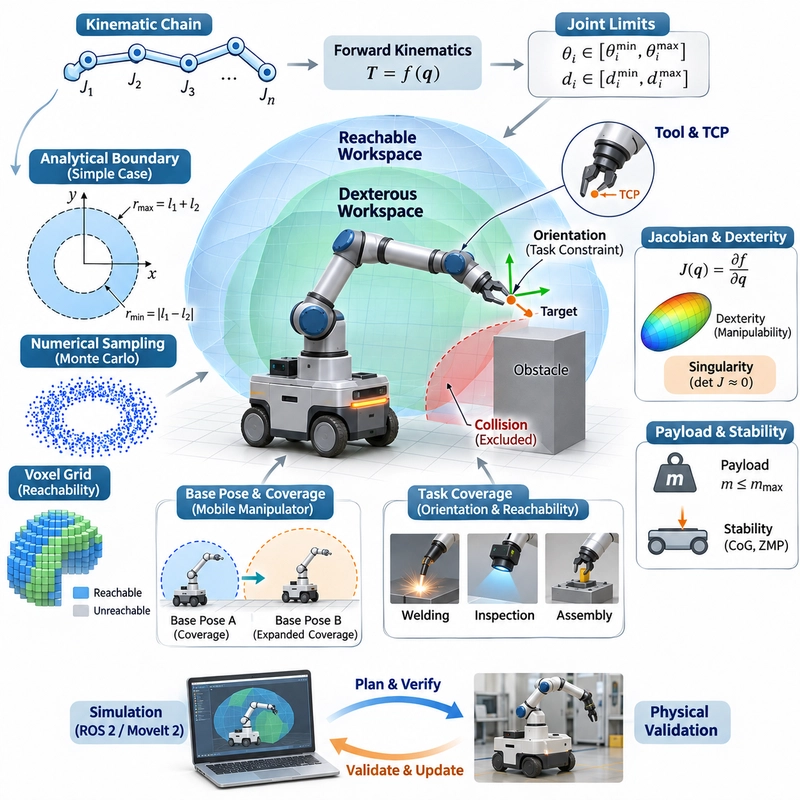 Kinematic Chain
J₁
J₂
J₃
...
Jₙ
Forward Kinematics
T = f(q)
Joint Limits
θᵢ ∈ [θᵢᵐⁱⁿ, θᵢᵐᵃˣ]
dᵢ ∈ [dᵢᵐⁱⁿ, dᵢᵐᵃˣ]
Reachable
Workspace
Dexterous
Workspace
Tool & TCP
TCP
Analytical Boundary
(Simple Case)
y
x
r_max = l₁ + l₂
r_min = |l₁ - l₂|
Orientation
(Task Constraint)
Target
Obstacle
Collision
(Excluded)
Jacobian & Dexterity
J(q) = ∂f/∂q
Dexterity
(Manipulability)
Singularity
(det J ≈ 0)
Numerical Sampling
(Monte Carlo)
Voxel Grid
(Reachability)
Reachable
Unreachable
Base Pose & Coverage
(Mobile Manipulator)
Base Pose A
(Coverage)
Base Pose B
(Expanded Coverage)
Task Coverage
(Orientation & Reachability)
Welding
Inspection
Assembly
Payload & Stability
m
Payload
m ≤ m_max
Stability
(CoG, ZMP)
Simulation
(ROS 2 / MoveIt 2)
Plan & Verify
Validate & Update
Physical
Validation